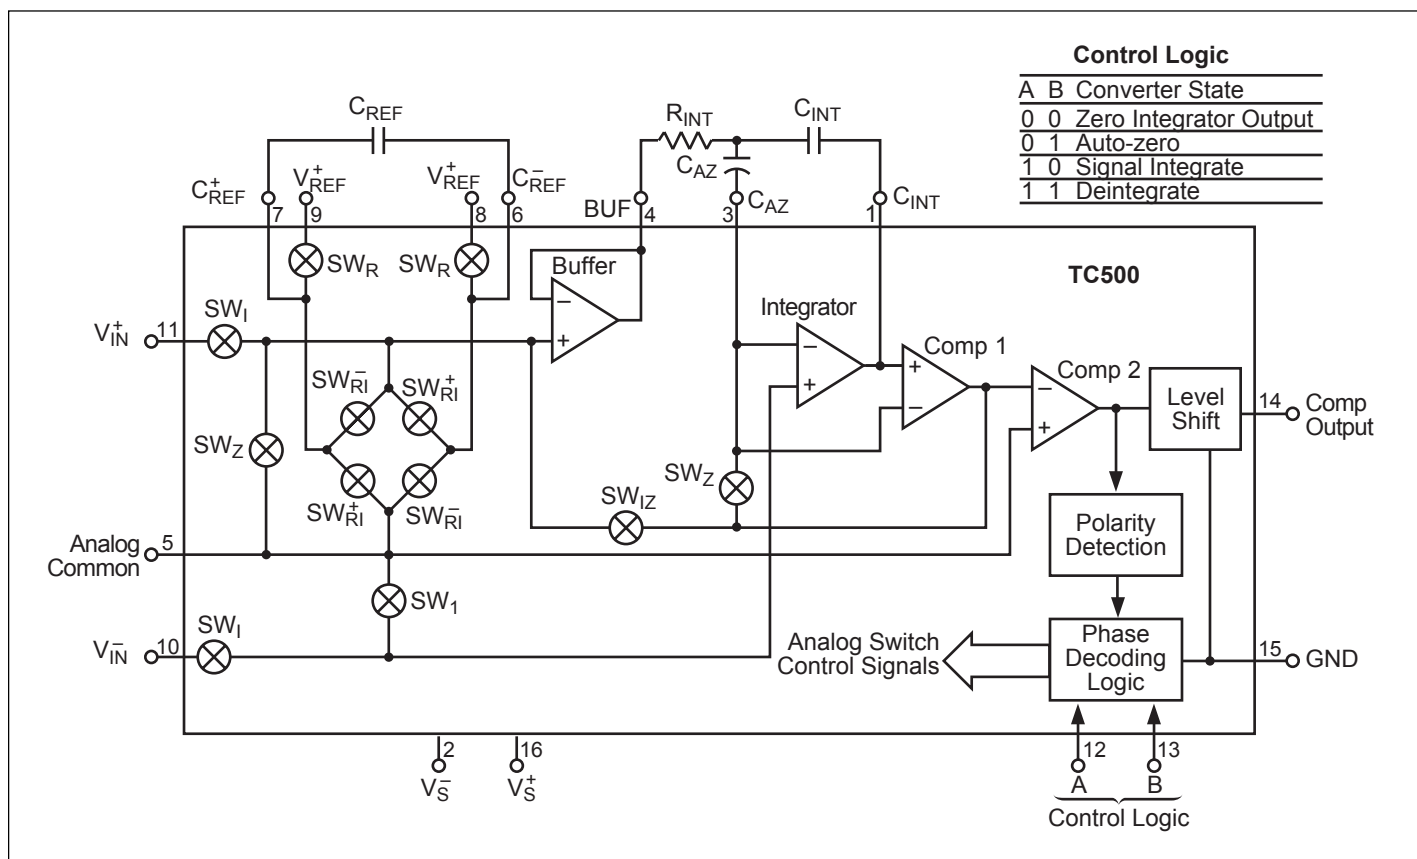 Control Logic
A B Converter State
0 0 Zero Integrator Output
0 1 Auto-zero
1 0 Signal Integrate
1 1 Deintegrate
C_REF
R_INT
C_INT
C_AZ
C⁺_REF
V⁺_REF
V⁺_REF
C⁻_REF
BUF
C_AZ
C_INT
7
9
8
6
4
3
1
SW_R
SW_R
Buffer
−
+
TC500
V⁺_IN
11
SW_I
Integrator
−
+
Comp 1
+
−
Comp 2
−
+
Level
Shift
14
Comp
Output
SW⁻_RI
SW⁺_RI
SW_Z
SW⁺_RI
SW⁻_RI
SW_IZ
SW_Z
Polarity
Detection
Analog
Common
5
SW_1
V⁻_IN
10
SW_I
Analog Switch
Control Signals
Phase
Decoding
Logic
15
GND
2
16
V⁻_S
V⁺_S
12
13
A
B
Control Logic